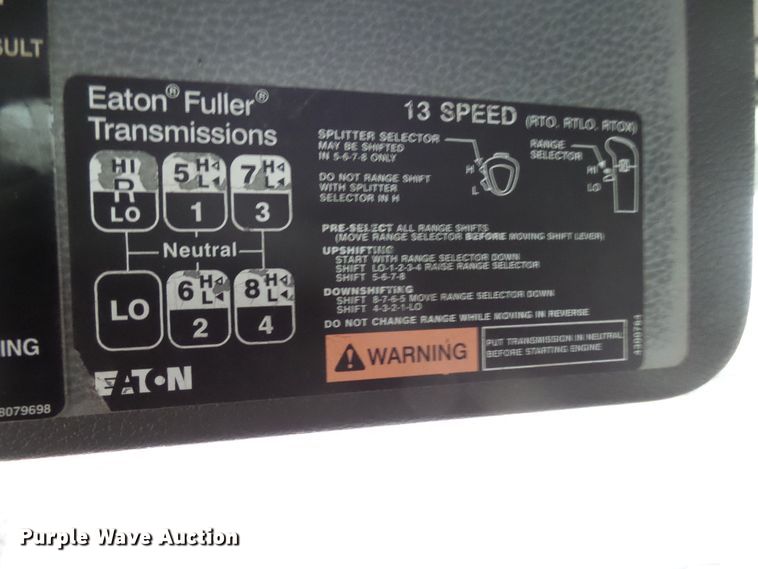 SULT
ING
8079698
Eaton® Fuller®
Transmissions
HI 5 H 7 H
R L L
LO 1 3
Neutral
LO 6 H 8 H
L L
2 4
EATON
13 SPEED (RTO, RTLO, RTOX)
SPLITTER SELECTOR
MAY BE SHIFTED
IN 5-6-7-8 ONLY
DO NOT RANGE SHIFT
WITH SPLITTER
SELECTOR IN H
H
L
RANGE
SELECTOR
HI
LO
PRE-SELECT ALL RANGE SHIFTS
(MOVE RANGE SELECTOR BEFORE MOVING SHIFT LEVER)
UPSHIFTING
START WITH RANGE SELECTOR DOWN
SHIFT LO-1-2-3-4 RAISE RANGE SELECTOR
SHIFT 5-6-7-8
DOWNSHIFTING
SHIFT 8-7-6-5 MOVE RANGE SELECTOR DOWN
SHIFT 4-3-2-1-LO
DO NOT CHANGE RANGE WHILE MOVING IN REVERSE
WARNING
PUT TRANSMISSION IN NEUTRAL
BEFORE STARTING ENGINE
Purple Wave Auction